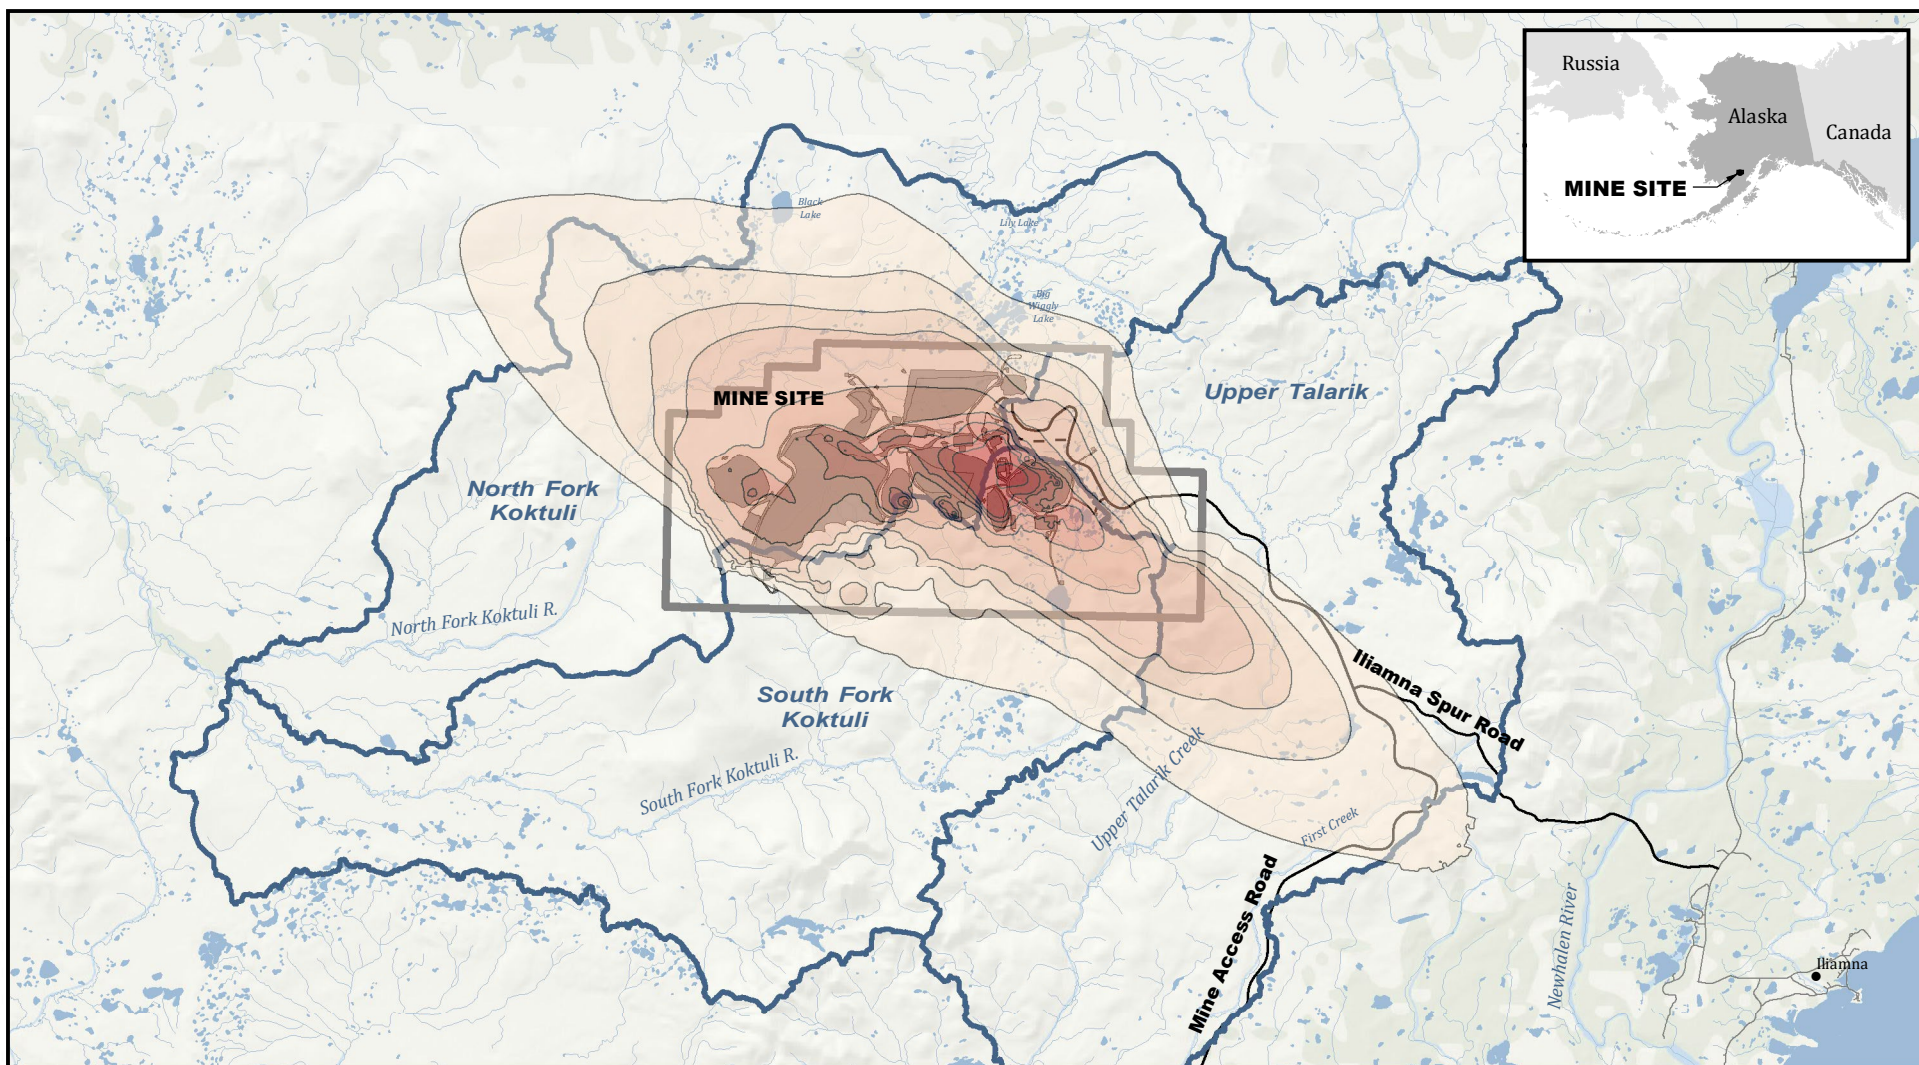 Russia
Alaska
Canada
MINE SITE
Black
Lake
Lily Lake
Big
Wiggly
Lake
Upper Talarik
MINE SITE
North Fork
Koktuli
North Fork Koktuli R.
South Fork
Koktuli
Iliamna Spur Road
South Fork Koktuli R.
Upper Talarik Creek
First Creek
Mine Access Road
Newhalen River
Iliamna